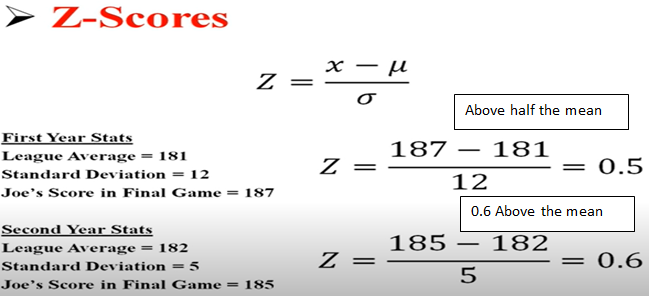 ➢ Z-Scores
Z = (x − μ) / σ
Above half the mean
First Year Stats
League Average = 181
Standard Deviation = 12
Joe's Score in Final Game = 187
Z = (187 − 181) / 12 = 0.5
0.6 Above the mean
Second Year Stats
League Average = 182
Standard Deviation = 5
Joe's Score in Final Game = 185
Z = (185 − 182) / 5 = 0.6